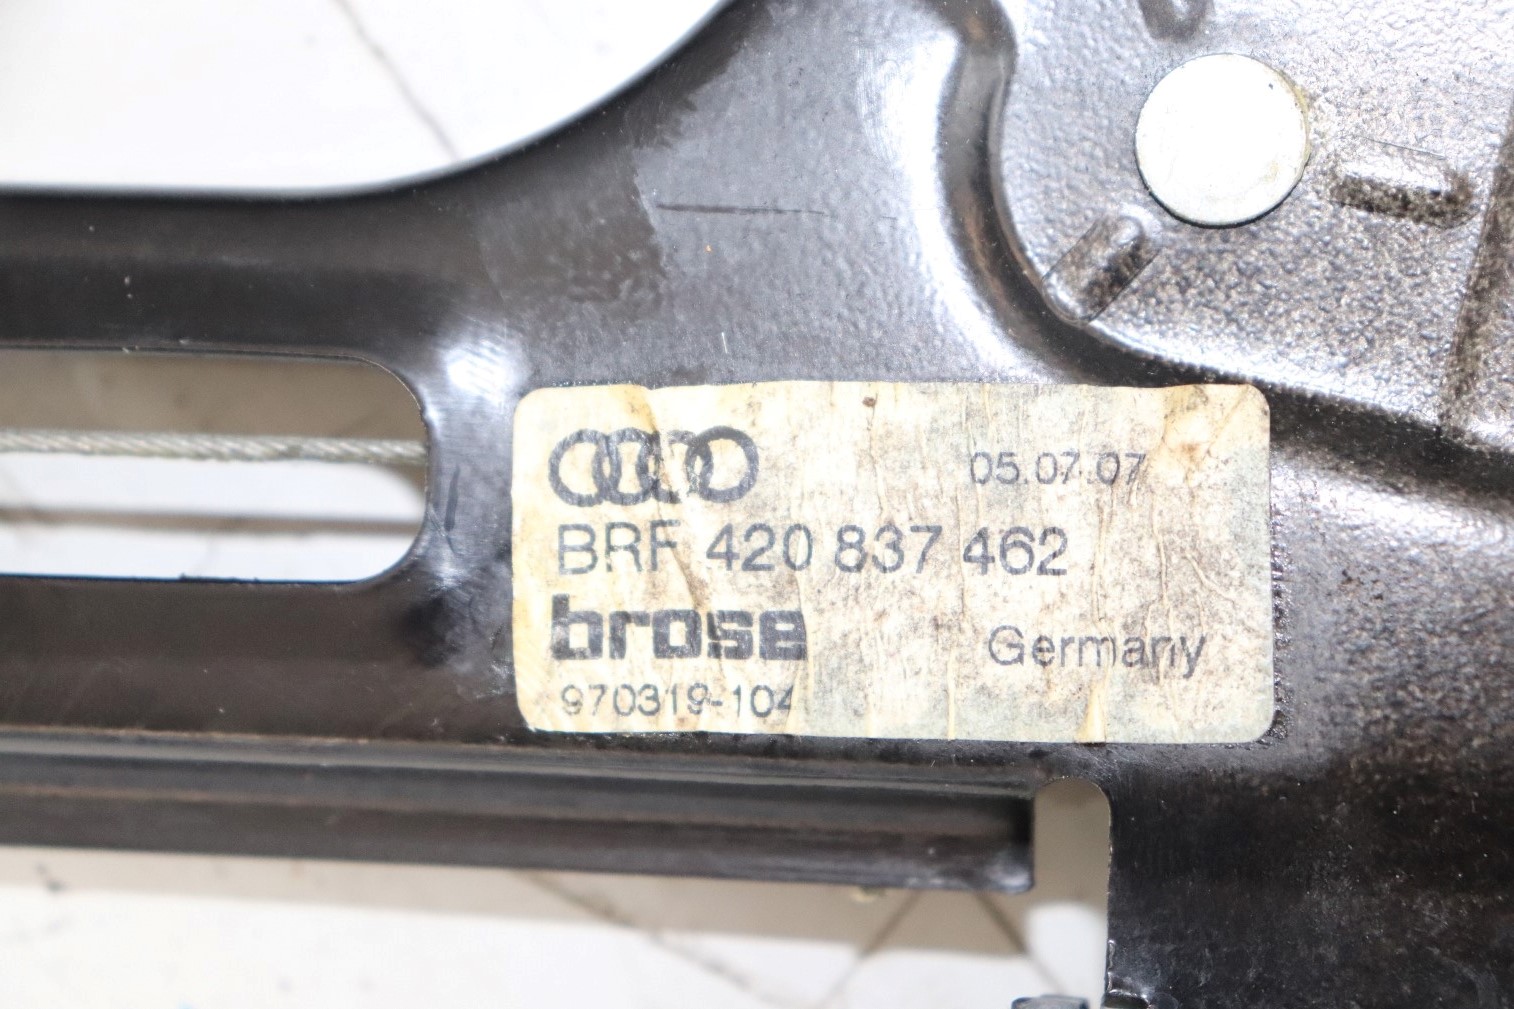 05.07.07
BRF 420 837 462
brose Germany
970319-104